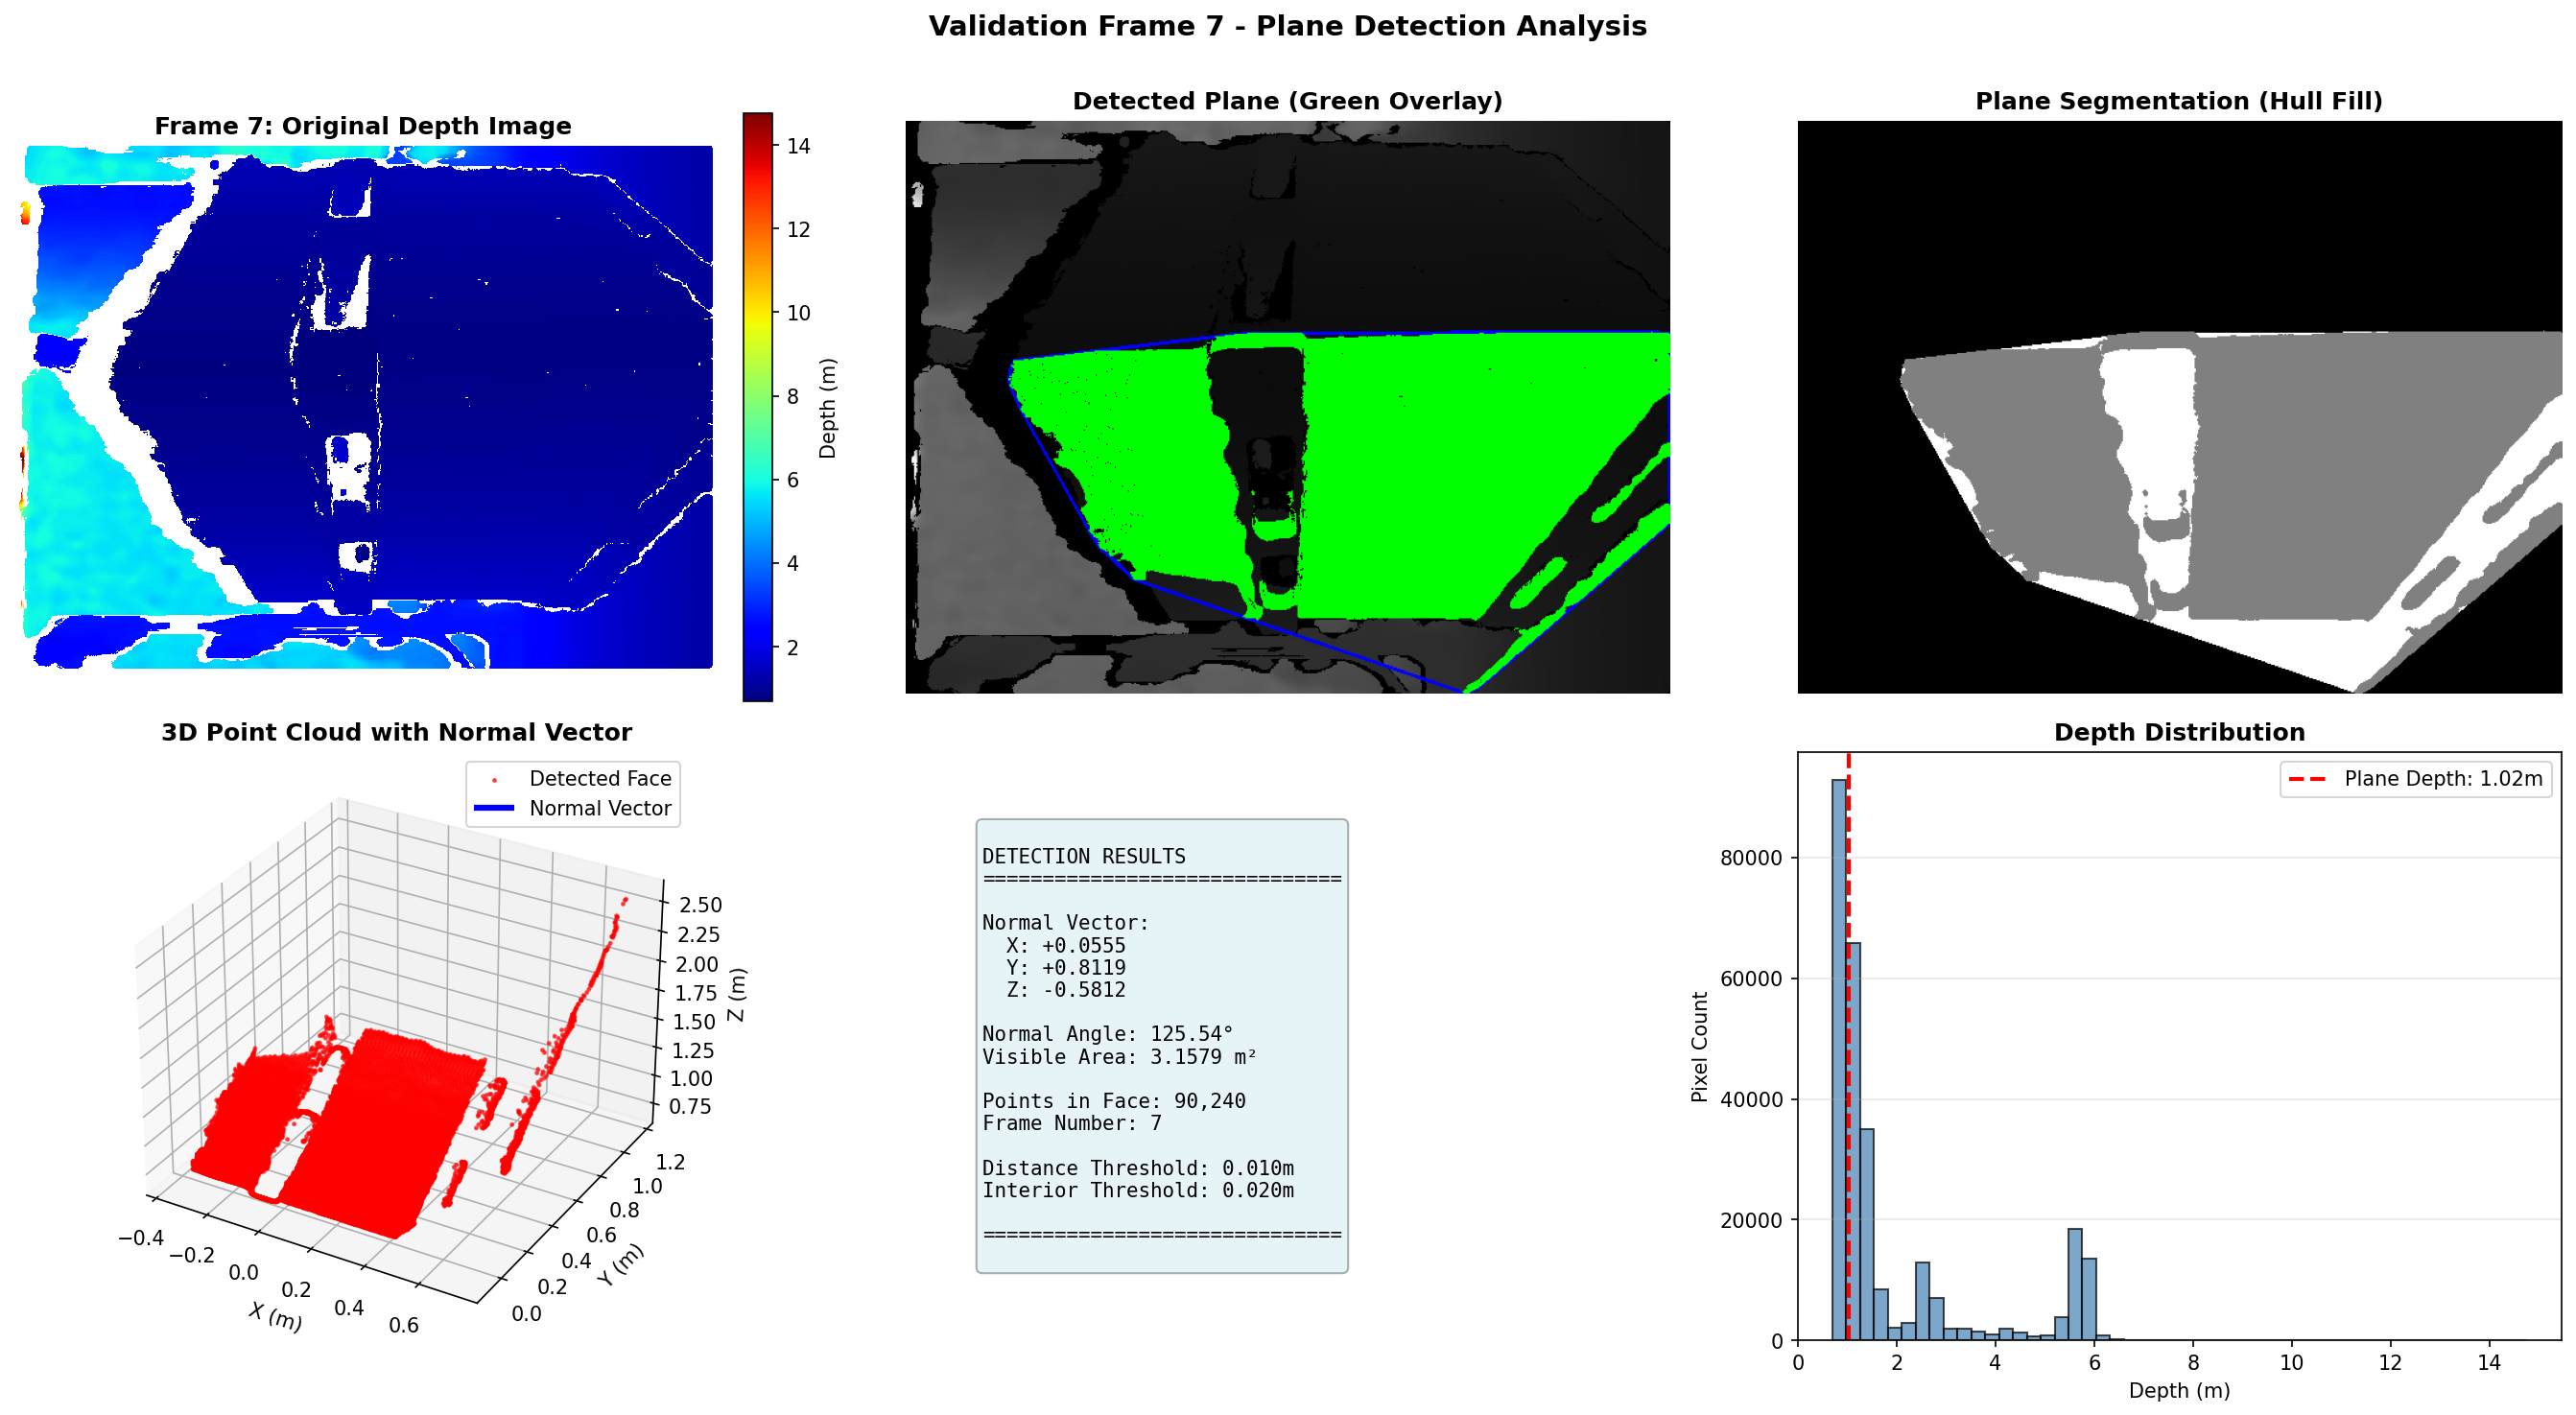 Validation Frame 7 - Plane Detection Analysis
Frame 7: Original Depth Image
14
12
10
8
6
4
2
Depth (m)
Detected Plane (Green Overlay)
Plane Segmentation (Hull Fill)
3D Point Cloud with Normal Vector
Detected Face
Normal Vector
2.50
2.25
2.00
1.75
1.50
1.25
1.00
0.75
Z (m)
1.2
1.0
0.8
0.6
0.4
0.2
0.0
Y (m)
−0.4
−0.2
0.0
0.2
0.4
0.6
X (m)
DETECTION RESULTS
==============================
Normal Vector:
X: +0.0555
Y: +0.8119
Z: -0.5812
Normal Angle: 125.54°
Visible Area: 3.1579 m²
Points in Face: 90,240
Frame Number: 7
Distance Threshold: 0.010m
Interior Threshold: 0.020m
==============================
Depth Distribution
Plane Depth: 1.02m
80000
60000
40000
20000
0
Pixel Count
0 2 4 6 8 10 12 14
Depth (m)